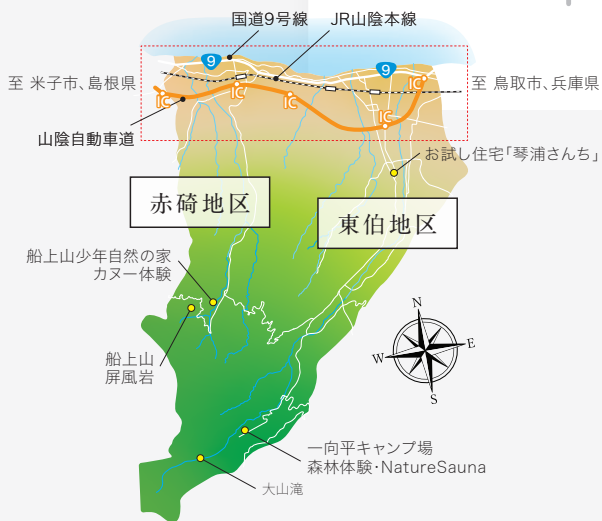 国道9号線
JR山陰本線
9
9
至 米子市、島根県
至 鳥取市、兵庫県
IC
IC
IC
IC
IC
山陰自動車道
お試し住宅「琴浦さんち」
赤碕地区
東伯地区
船上山少年自然の家
カヌー体験
船上山
屏風岩
N
W
E
S
一向平キャンプ場
森林体験・NatureSauna
大山滝